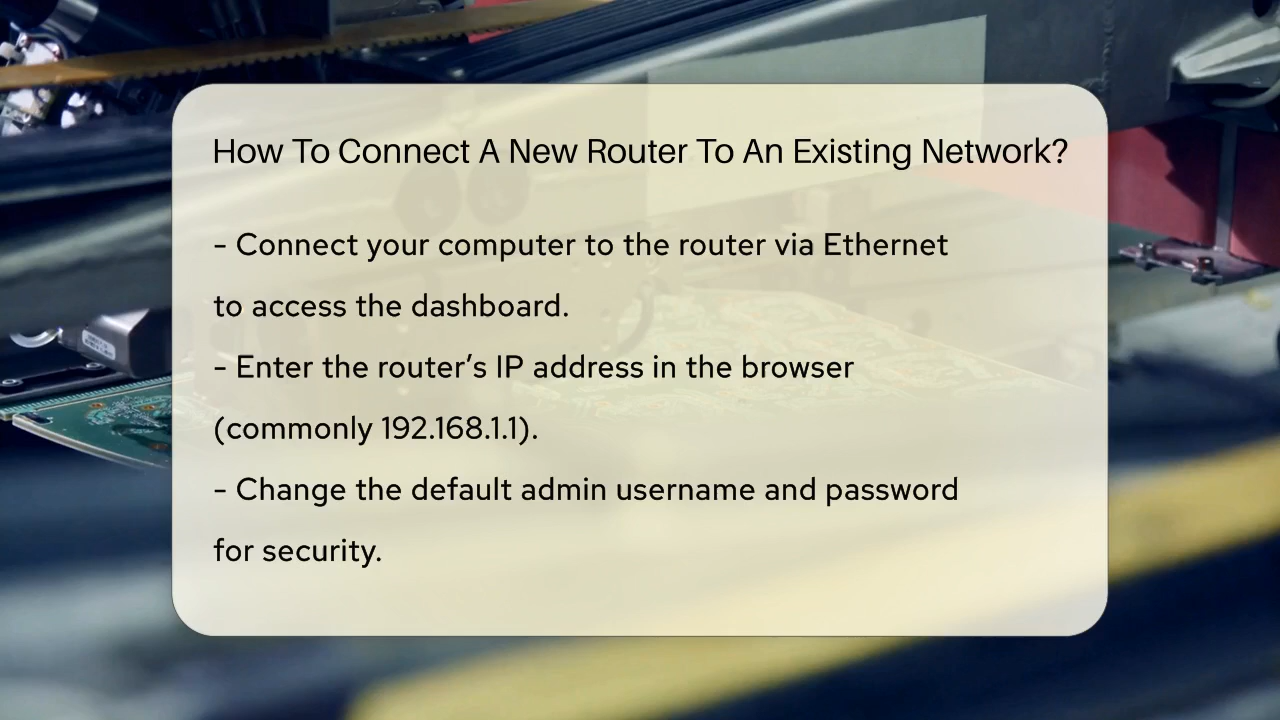 How To Connect A New Router To An Existing Network?
– Connect your computer to the router via Ethernet
to access the dashboard.
– Enter the router’s IP address in the browser
(commonly 192.168.1.1).
– Change the default admin username and password
for security.